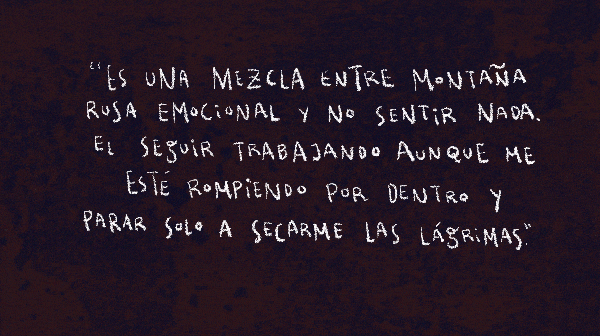 "ES UNA MEZCLA ENTRE MONTAÑA
RUSA EMOCIONAL Y NO SENTIR NADA.
EL SEGUIR TRABAJANDO AUNQUE ME
ESTÉ ROMPIENDO POR DENTRO Y
PARAR SOLO A SECARME LAS LÁGRIMAS."